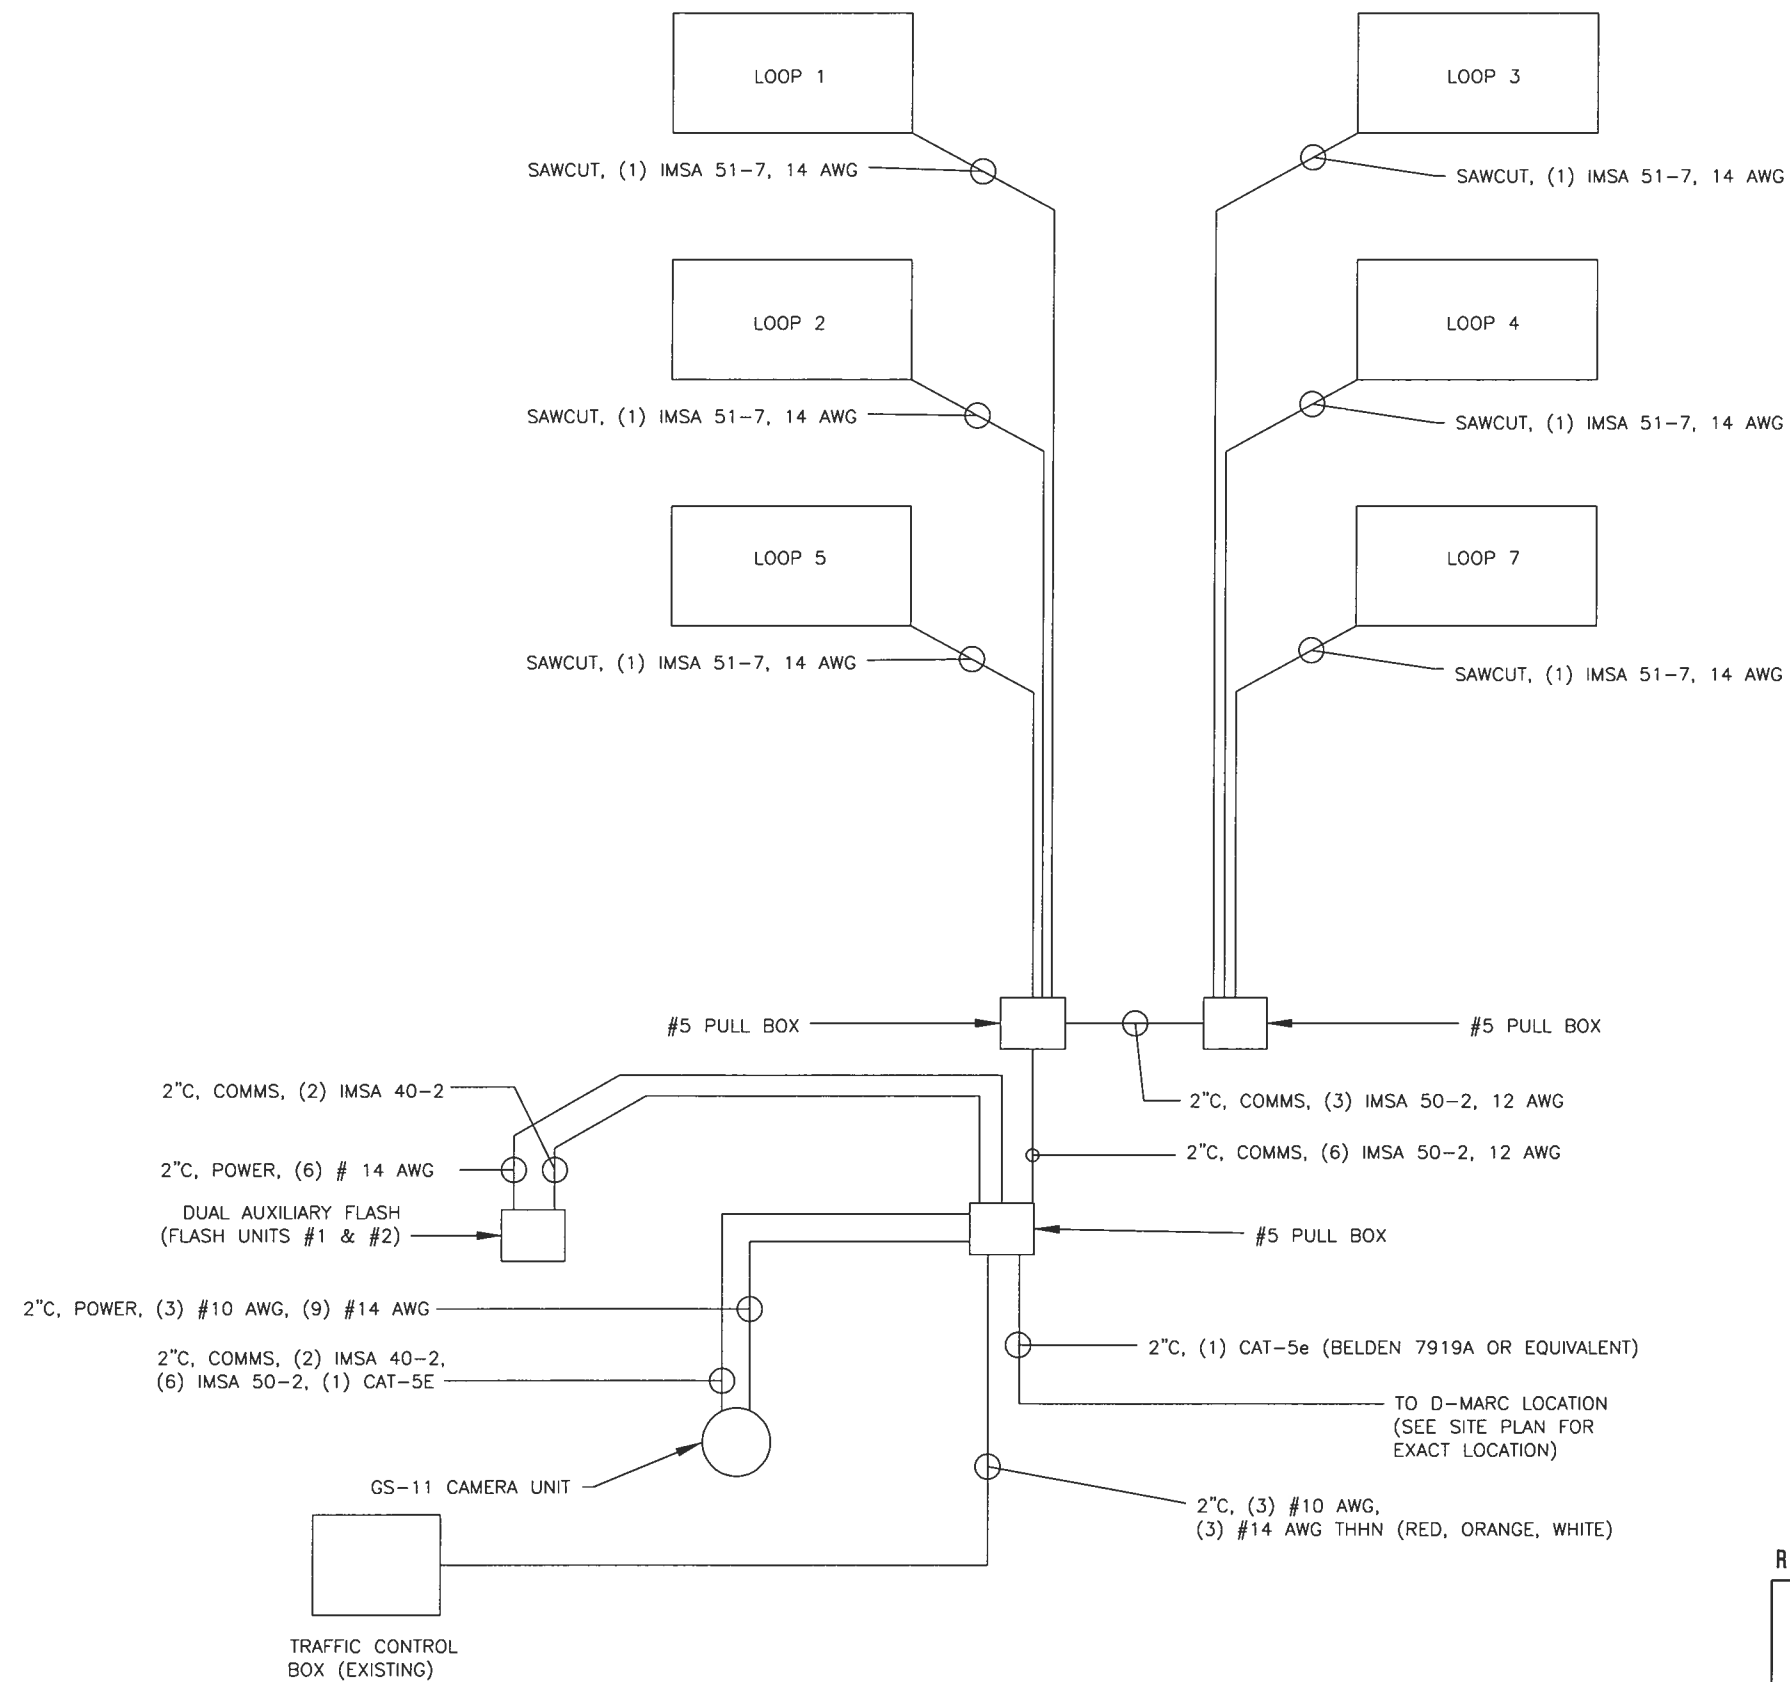 LOOP 1
LOOP 3
SAWCUT, (1) IMSA 51-7, 14 AWG
SAWCUT, (1) IMSA 51-7, 14 AWG
LOOP 2
LOOP 4
SAWCUT, (1) IMSA 51-7, 14 AWG
SAWCUT, (1) IMSA 51-7, 14 AWG
LOOP 5
LOOP 7
SAWCUT, (1) IMSA 51-7, 14 AWG
SAWCUT, (1) IMSA 51-7, 14 AWG
#5 PULL BOX
#5 PULL BOX
2"C, COMMS, (2) IMSA 40-2
2"C, COMMS, (3) IMSA 50-2, 12 AWG
2"C, COMMS, (6) IMSA 50-2, 12 AWG
2"C, POWER, (6) # 14 AWG
DUAL AUXILIARY FLASH
(FLASH UNITS #1 & #2)
#5 PULL BOX
2"C, POWER, (3) #10 AWG, (9) #14 AWG
2"C, COMMS, (2) IMSA 40-2,
(6) IMSA 50-2, (1) CAT-5E
2"C, (1) CAT-5e (BELDEN 7919A OR EQUIVALENT)
TO D-MARC LOCATION
(SEE SITE PLAN FOR
EXACT LOCATION)
GS-11 CAMERA UNIT
2"C, (3) #10 AWG,
(3) #14 AWG THHN (RED, ORANGE, WHITE)
R
TRAFFIC CONTROL
BOX (EXISTING)